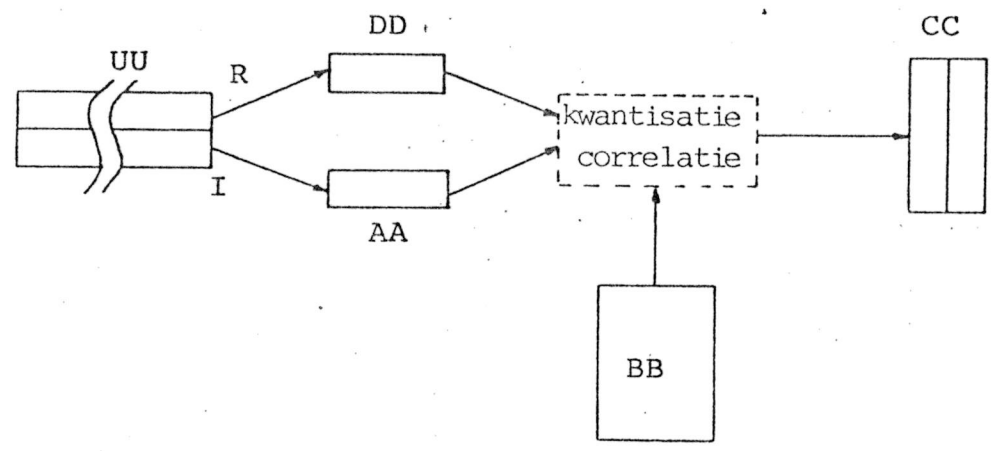 DD
CC
UU
R
kwantisatie
correlatie
I
AA
BB